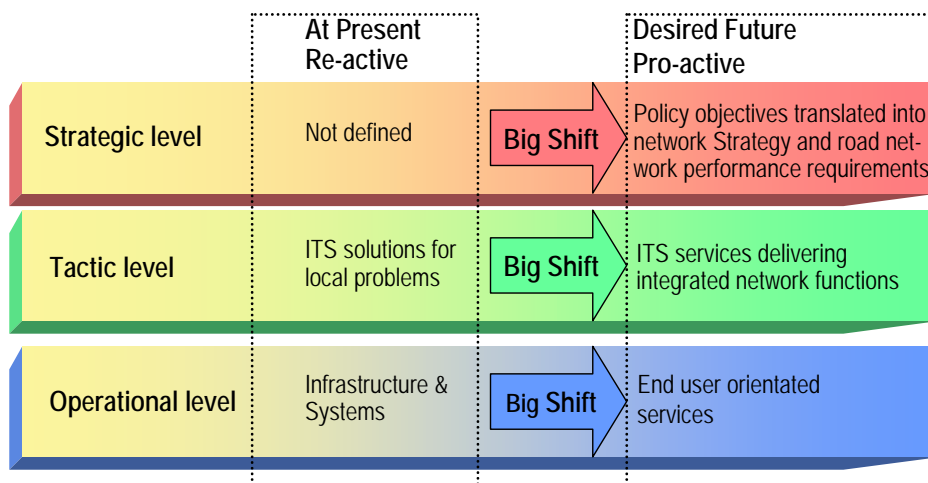 At Present
Re-active
Desired Future
Pro-active
Strategic level
Not defined
Big Shift
Policy objectives translated into
network Strategy and road net-
work performance requirements
Tactic level
ITS solutions for
local problems
Big Shift
ITS services delivering
integrated network functions
Operational level
Infrastructure &
Systems
Big Shift
End user orientated
services